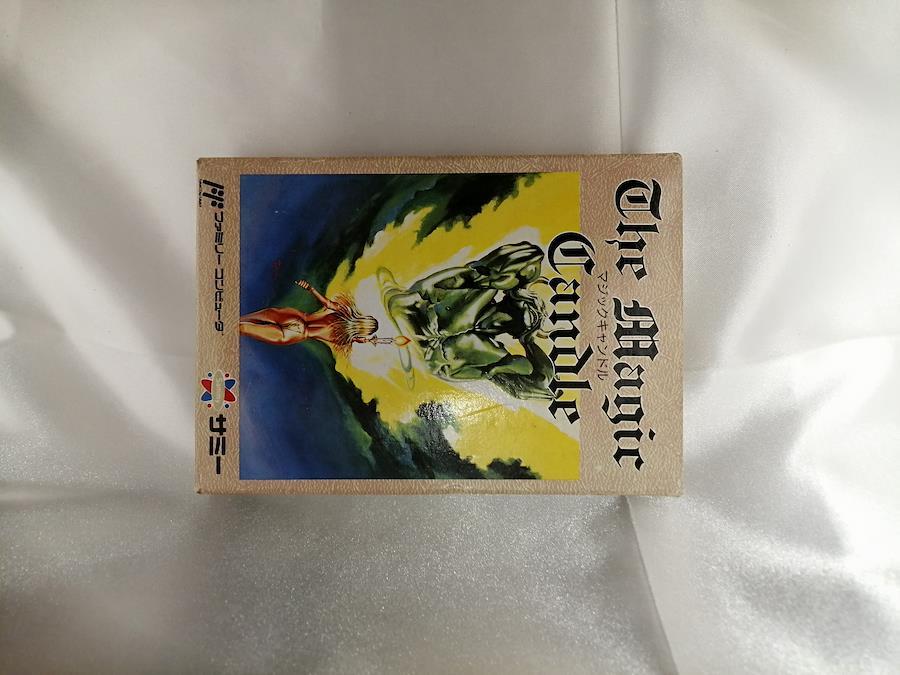 The Magic
マジックキャンドル
Candle
ファミリーコンピュータ
サミー